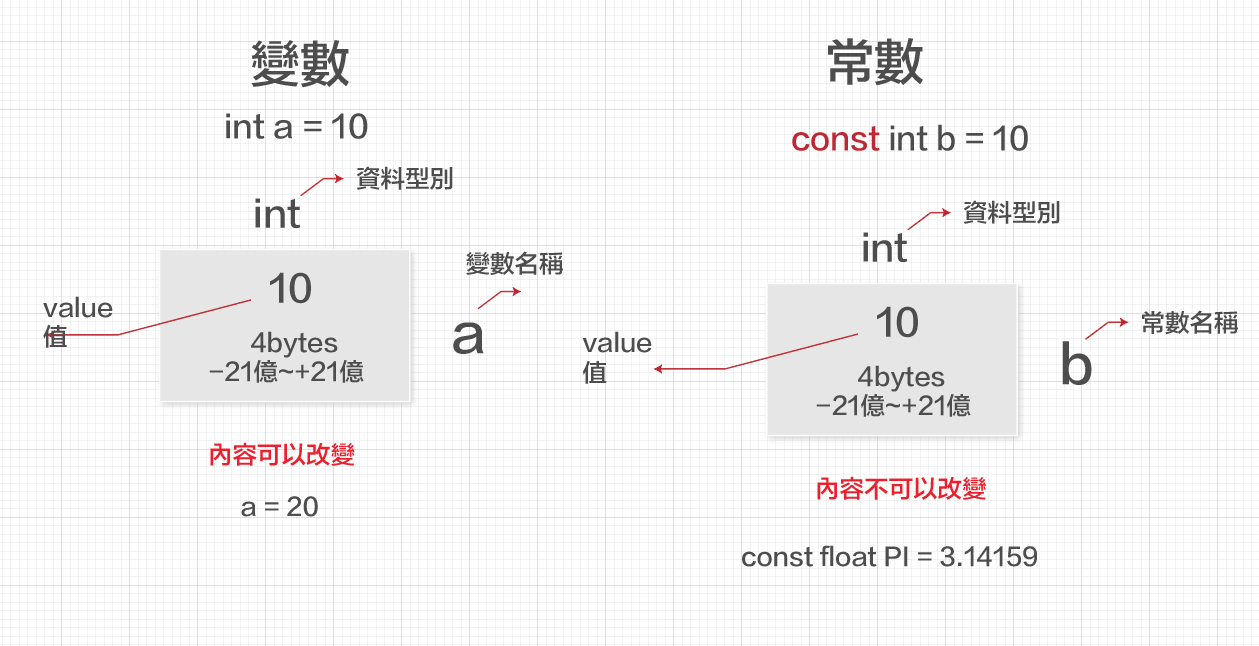 變數
int a = 10
資料型別
int
10
變數名稱
value
值
a
4bytes
−21億~+21億
內容可以改變
a = 20
常數
const int b = 10
資料型別
int
10
常數名稱
value
值
b
4bytes
−21億~+21億
內容不可以改變
const float PI = 3.14159